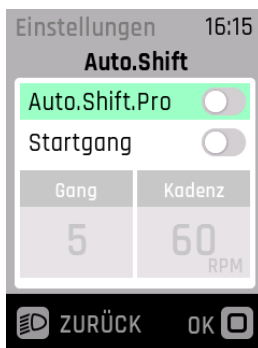 Einstellungen 16:15
Auto.Shift
Auto.Shift.Pro
Startgang
Gang Kadenz
5 60
RPM
ZURÜCK OK